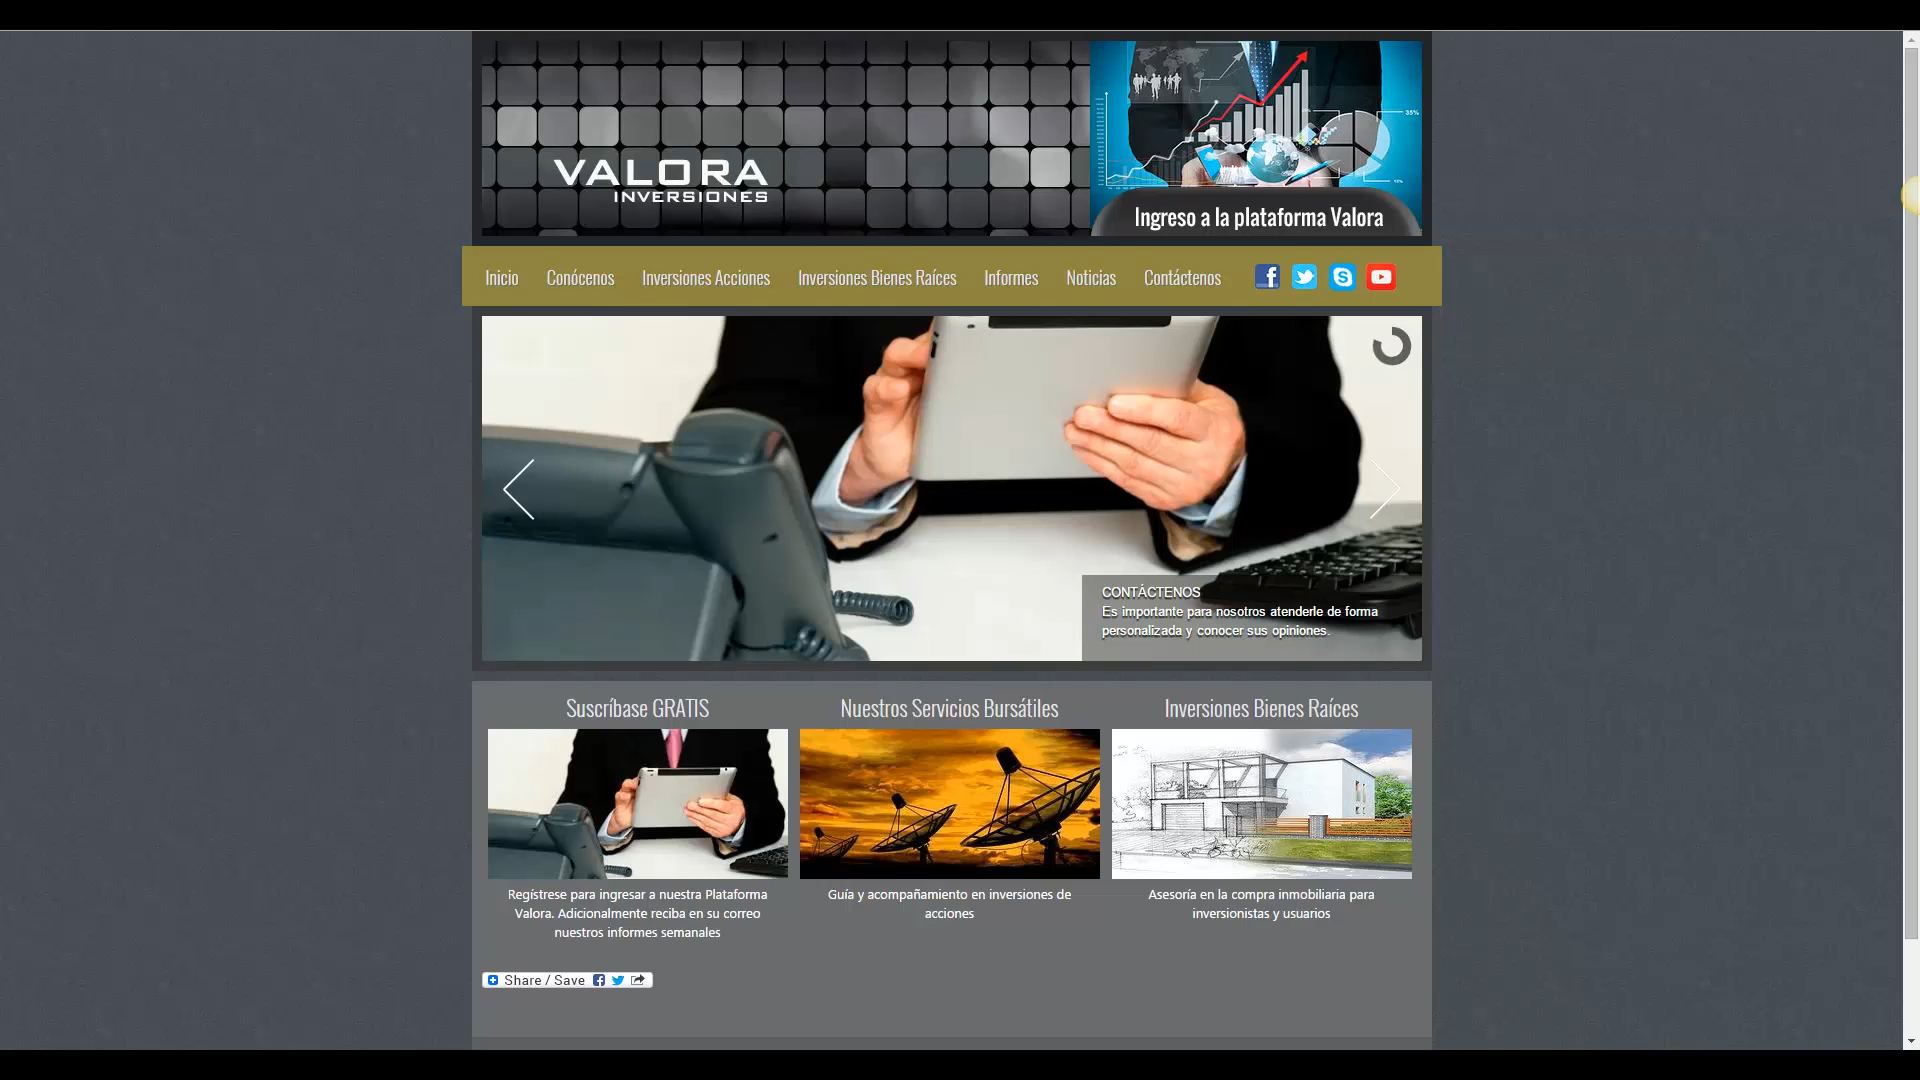 VALORA
INVERSIONES
35%
10%
Ingreso a la plataforma Valora
Inicio
Conócenos
Inversiones Acciones
Inversiones Bienes Raíces
Informes
Noticias
Contáctenos
CONTÁCTENOS
Es importante para nosotros atenderle de forma
personalizada y conocer sus opiniones.
Suscríbase GRATIS
Regístrese para ingresar a nuestra Plataforma
Valora. Adicionalmente reciba en su correo
nuestros informes semanales
Nuestros Servicios Bursátiles
Guía y acompañamiento en inversiones de
acciones
Inversiones Bienes Raíces
Asesoría en la compra inmobiliaria para
inversionistas y usuarios
Share / Save